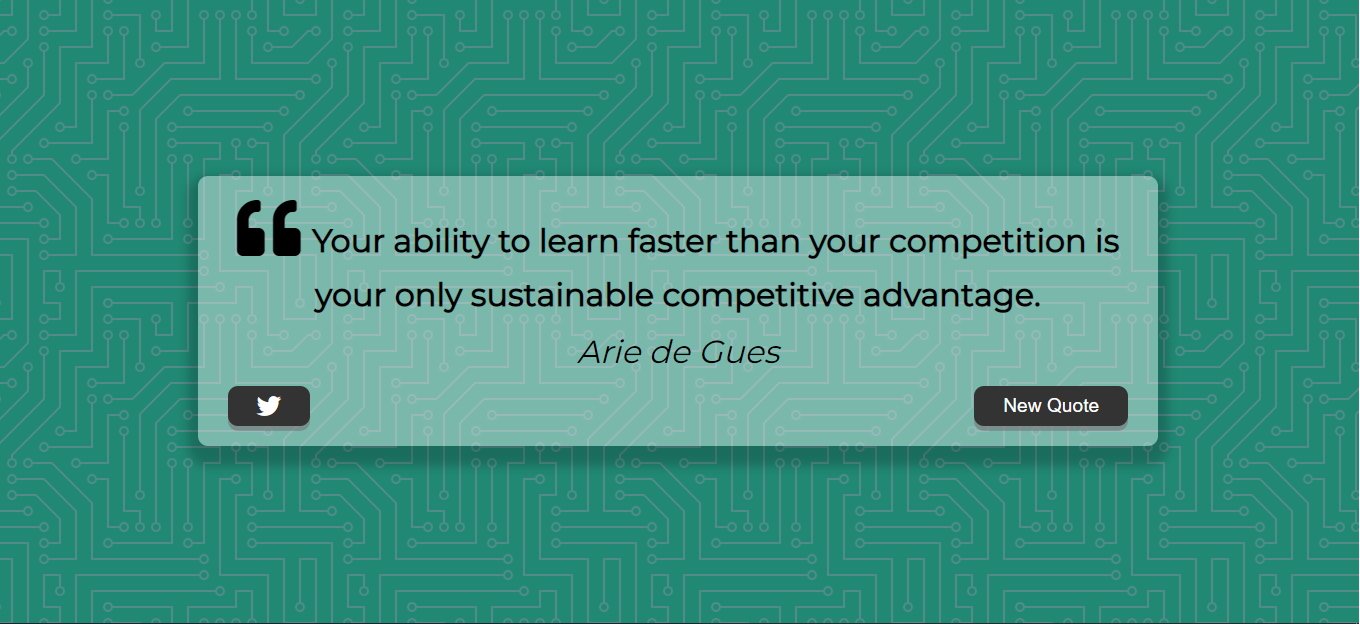 Your ability to learn faster than your competition is
your only sustainable competitive advantage.
Arie de Gues
New Quote